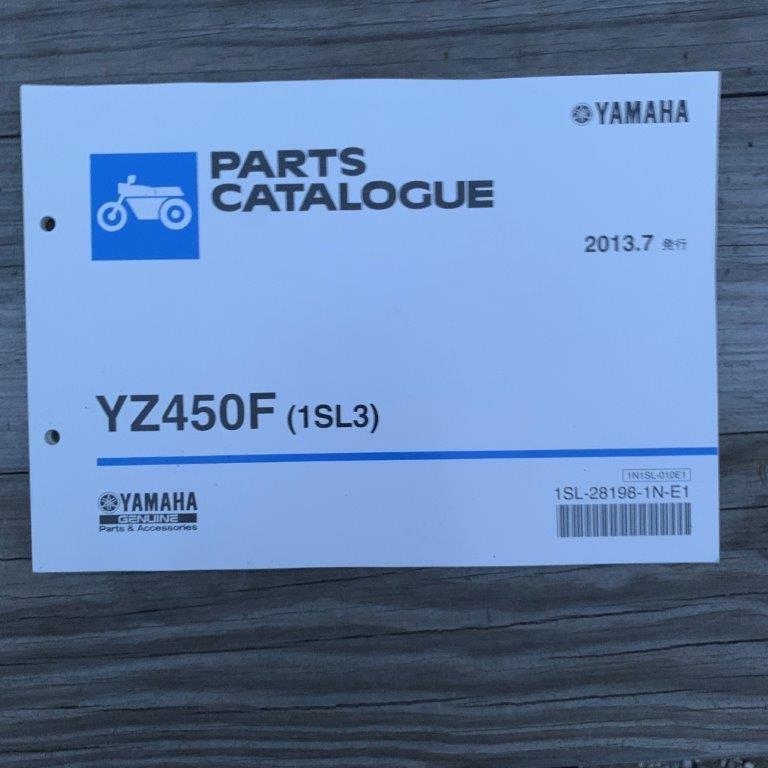 YAMAHA
PARTS
CATALOGUE
2013.7 発行
YZ450F (1SL3)
1N1SL-010E1
1SL-28198-1N-E1
YAMAHA
GENUINE
Parts & Accessories